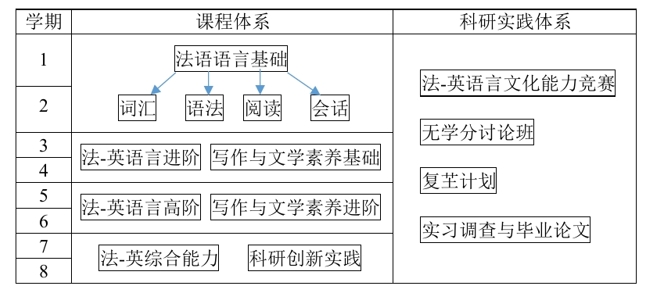 学期 课程体系 科研实践体系
1 法语语言基础
法-英语言文化能力竞赛
2 词汇 语法 阅读 会话
无学分讨论班
3
法-英语言进阶 写作与文学素养基础
4
复芏计划
5
法-英语言高阶 写作与文学素养进阶
6
实习调查与毕业论文
7
法-英综合能力 科研创新实践
8